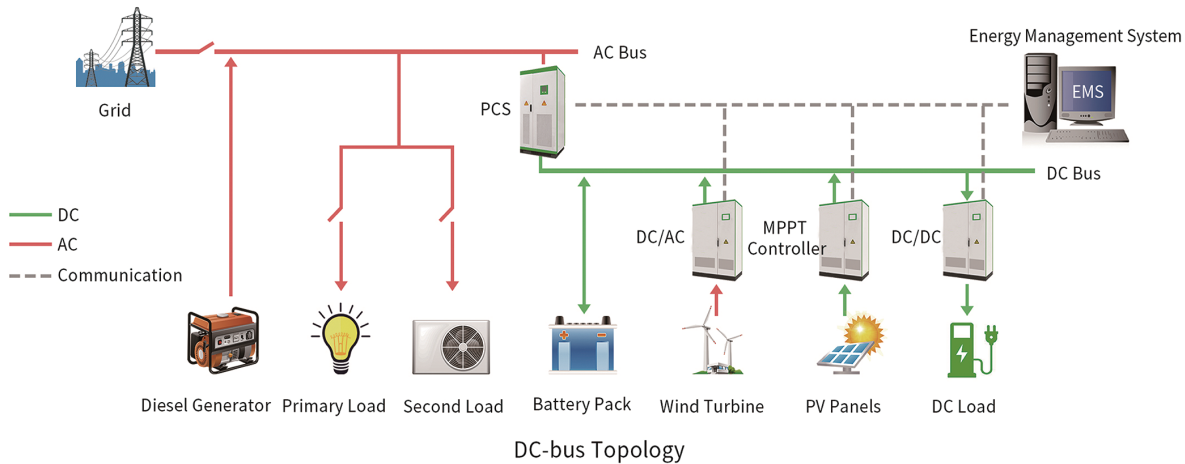 Energy Management System
AC Bus
EMS
Grid
PCS
DC Bus
DC
AC
Communication
DC/AC
MPPT
Controller
DC/DC
Diesel Generator
Primary Load
Second Load
Battery Pack
Wind Turbine
PV Panels
DC Load
DC-bus Topology